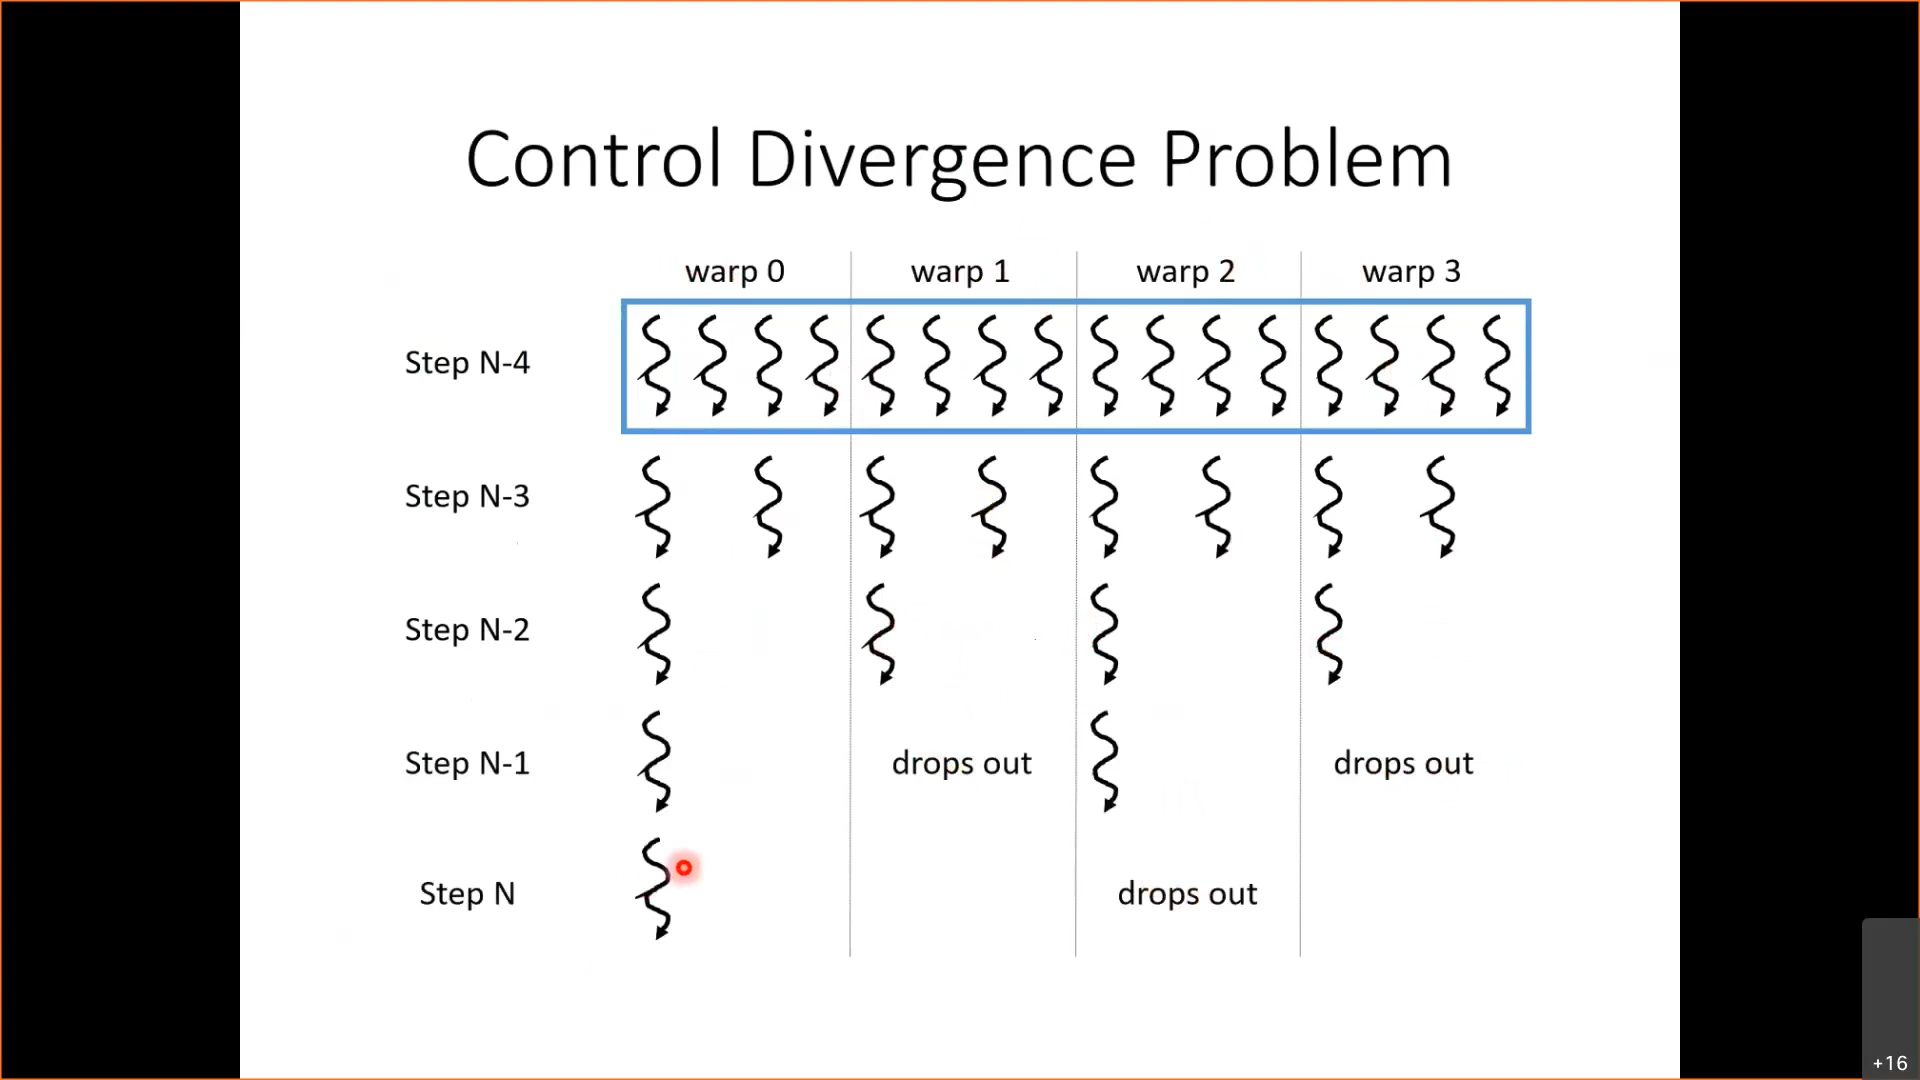 Control Divergence Problem
warp 0 warp 1 warp 2 warp 3
Step N-4
Step N-3
Step N-2
Step N-1 drops out drops out
Step N drops out
+16